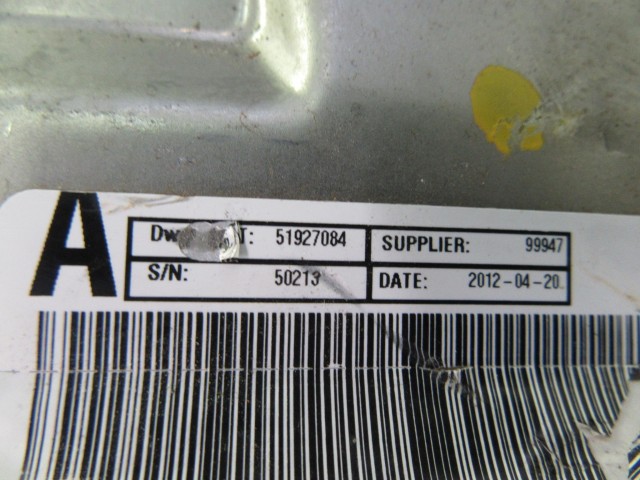 A
51927084
SUPPLIER: 99947
S/N: 50213
DATE: 2012-04-20